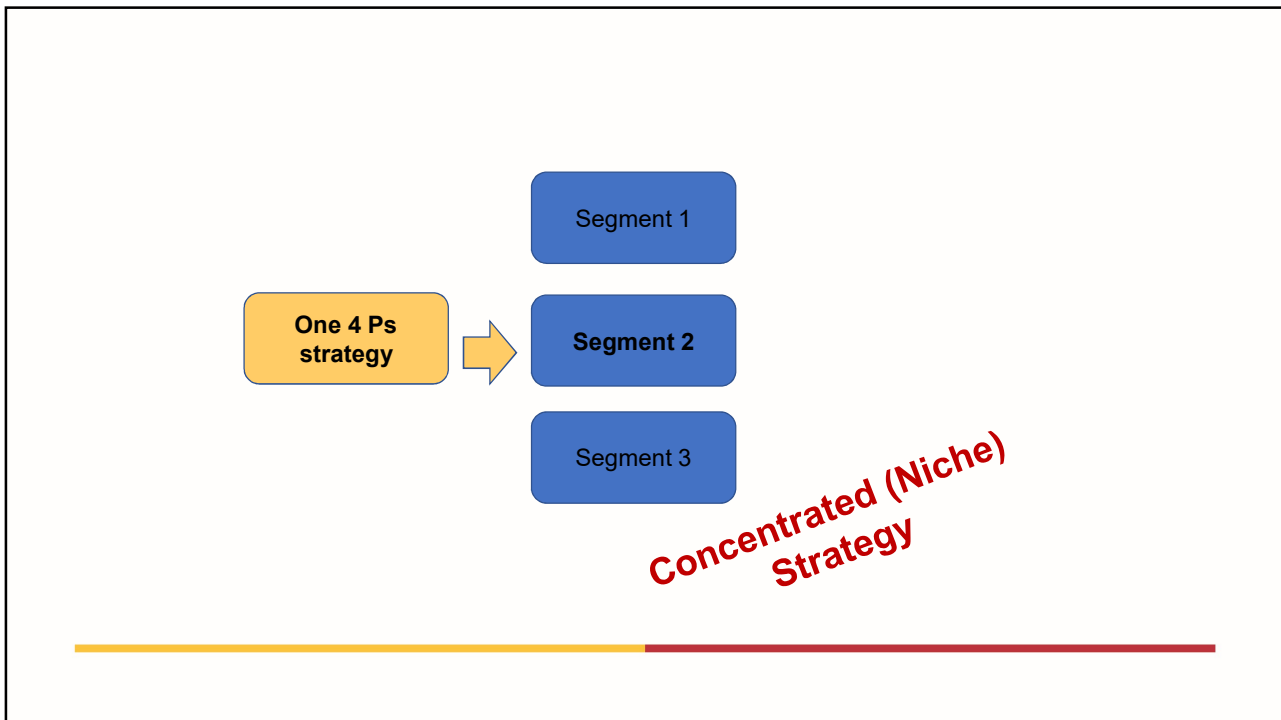 Segment 1
One 4 Ps
strategy
Segment 2
Segment 3
Concentrated (Niche)
Strategy